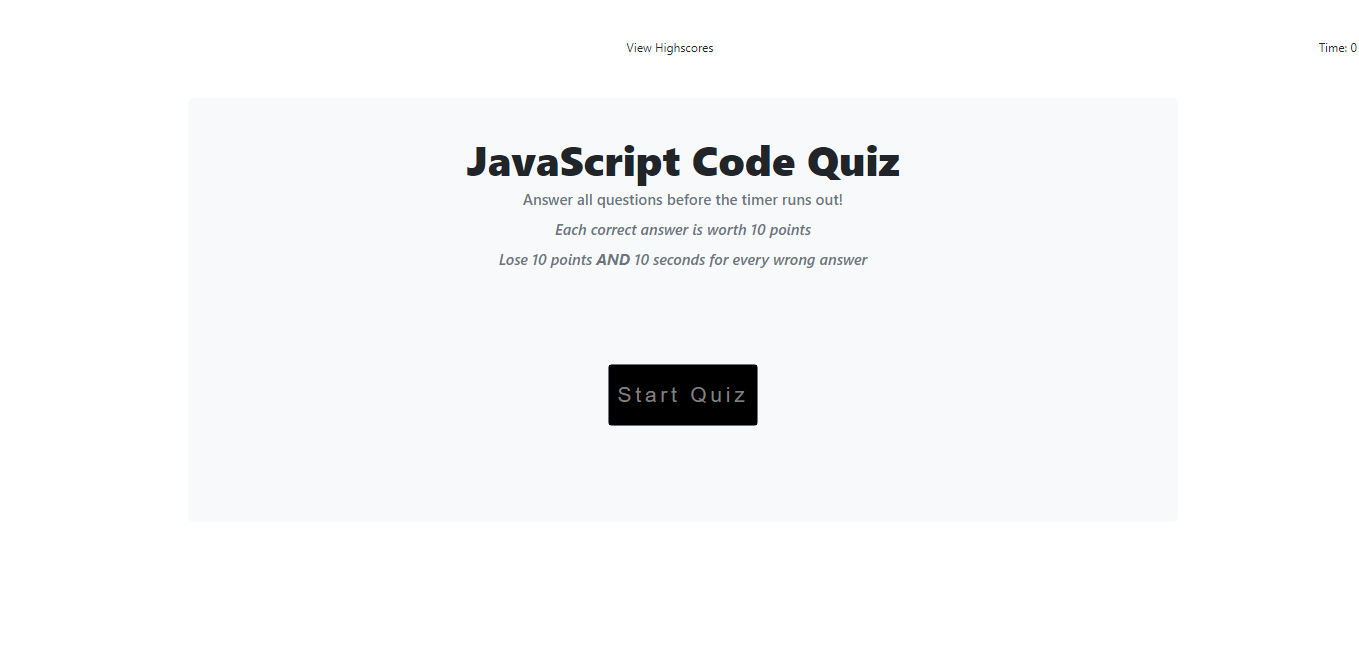 View Highscores
Time: 0
JavaScript Code Quiz
Answer all questions before the timer runs out!
Each correct answer is worth 10 points
Lose 10 points AND 10 seconds for every wrong answer
Start Quiz